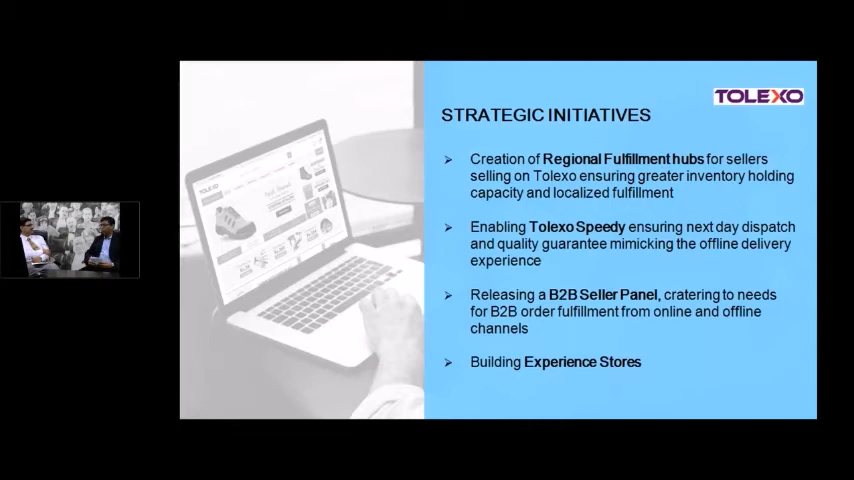 TOLEXO
STRATEGIC INITIATIVES
➢ Creation of Regional Fulfillment hubs for sellers
selling on Tolexo ensuring greater inventory holding
capacity and localized fulfillment
➢ Enabling Tolexo Speedy ensuring next day dispatch
and quality guarantee mimicking the offline delivery
experience
➢ Releasing a B2B Seller Panel, cratering to needs
for B2B order fulfillment from online and offline
channels
➢ Building Experience Stores
TOLEXO